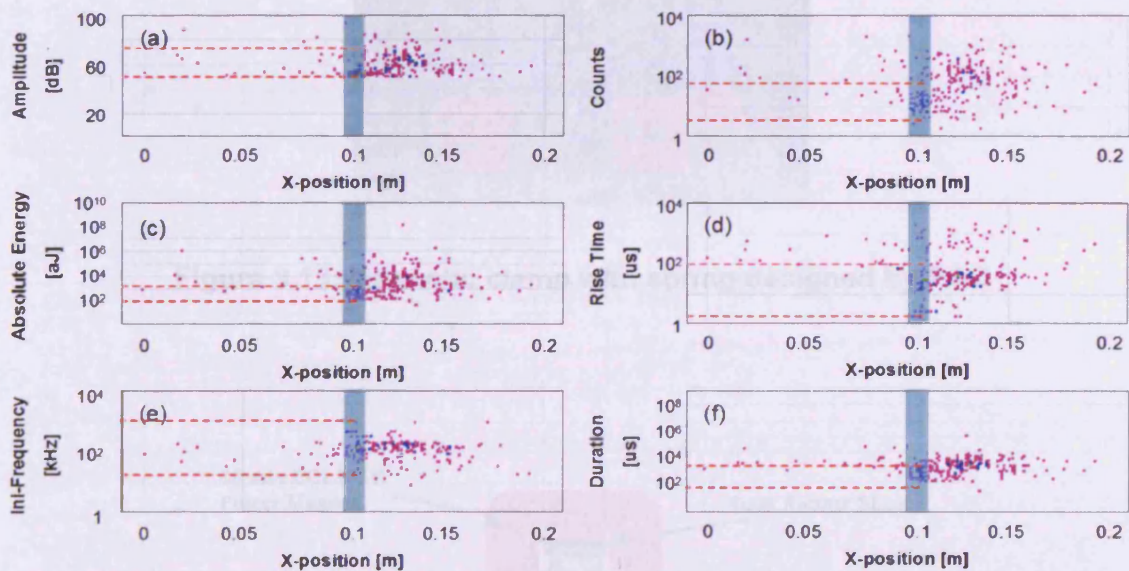 (a)
Amplitude
[dB]
100
60
20
0 0.05 0.1 0.15 0.2
X-position [m]
(b)
Counts
10⁴
10²
1
0 0.05 0.1 0.15 0.2
X-position [m]
(c)
Absolute Energy
[aJ]
10¹⁰
10⁸
10⁶
10⁴
10²
0 0.05 0.1 0.15 0.2
X-position [m]
(d)
Rise Time
[us]
10⁴
10²
1
0 0.05 0.1 0.15 0.2
X-position [m]
clamp with spring designed
(e)
Ini-Frequency
[kHz]
10⁴
10²
1
0 0.05 0.1 0.15 0.2
X-position [m]
(f)
Duration
[us]
10⁸
10⁶
10⁴
10²
0 0.05 0.1 0.15 0.2
X-position [m]